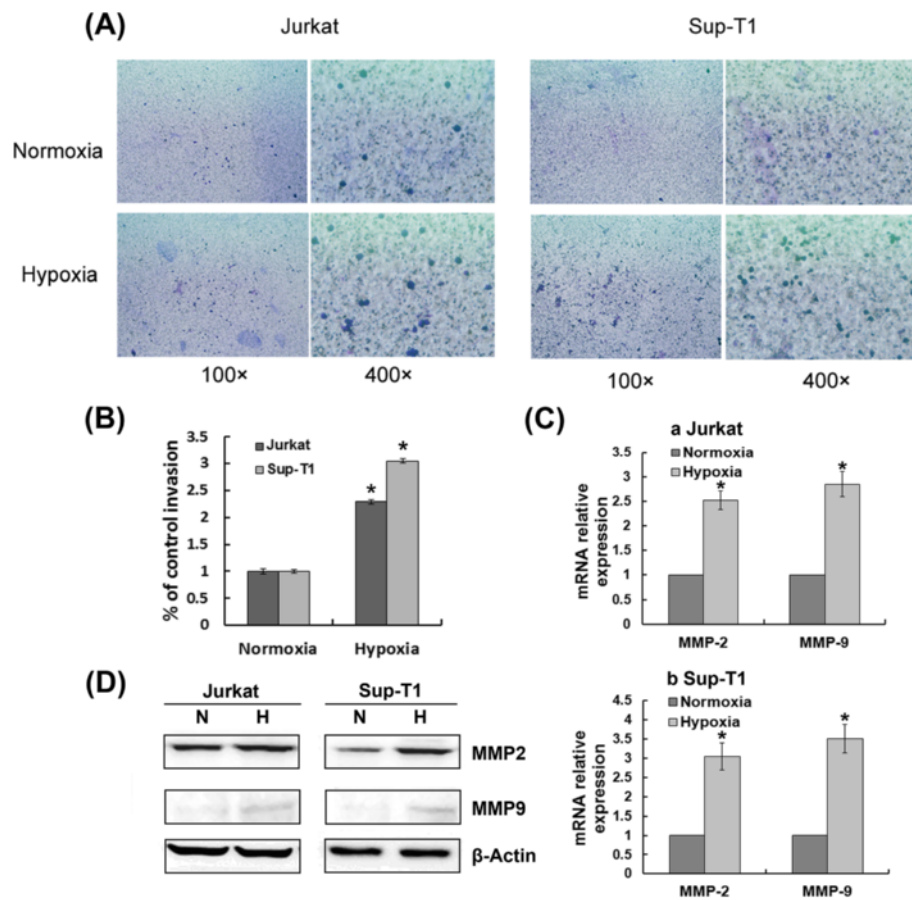 (A)
Jurkat
Sup-T1
Normoxia
Hypoxia
100×
400×
100×
400×
(B)
% of control invasion
3.5
3
2.5
2
1.5
1
0.5
0
Jurkat
Sup-T1
*
*
Normoxia
Hypoxia
(C)
a Jurkat
Normoxia
Hypoxia
mRNA relative
expression
3.5
3
2.5
2
1.5
1
0.5
*
*
MMP-2
MMP-9
b Sup-T1
Normoxia
Hypoxia
mRNA relative
expression
4.5
4
3.5
3
2.5
2
1.5
1
0.5
*
*
MMP-2
MMP-9
(D)
Jurkat
Sup-T1
N H N H
MMP2
MMP9
β-Actin